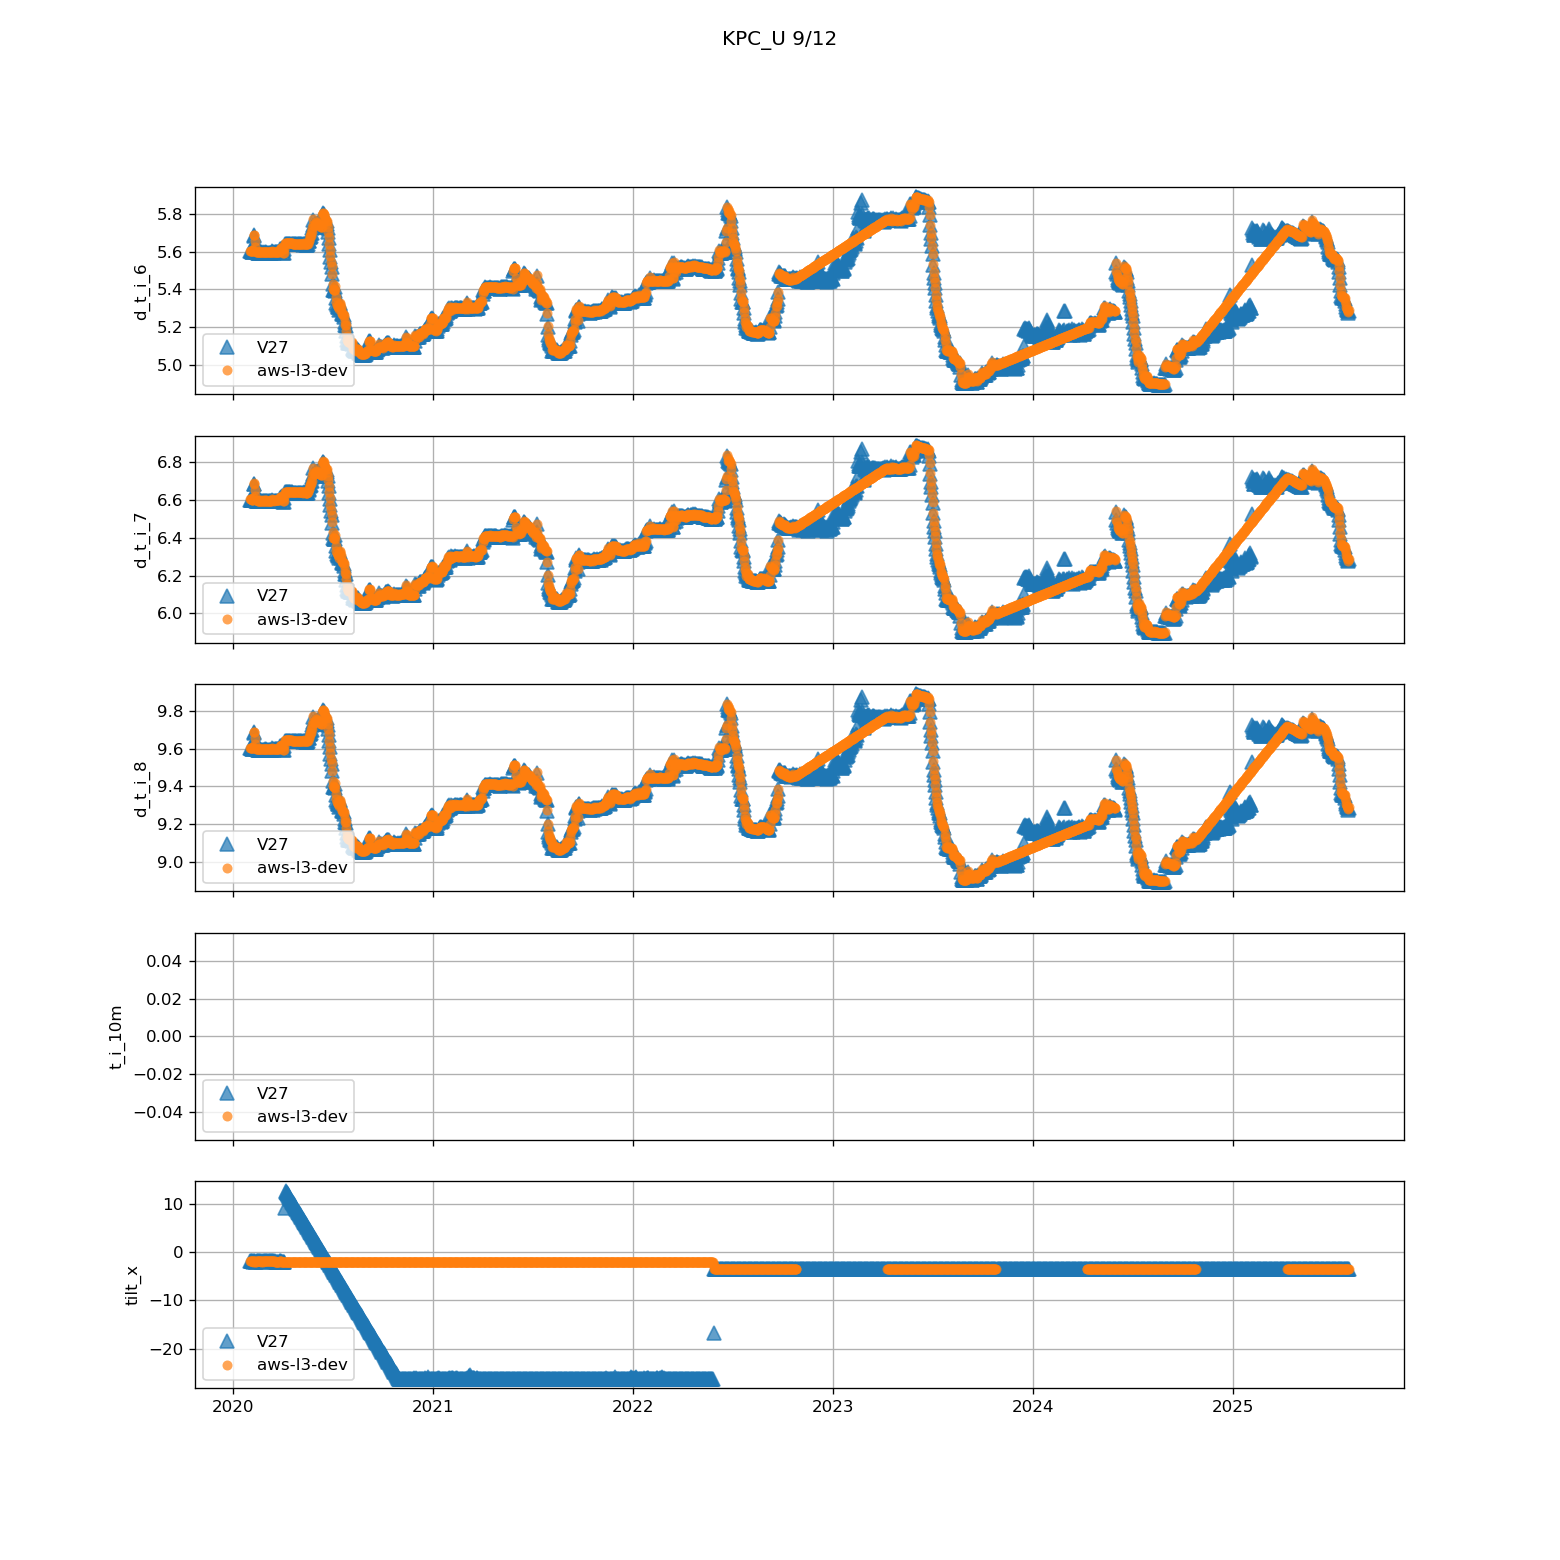 KPC_U 9/12
d_t_i_6
5.8
5.6
5.4
5.2
5.0
V27
aws-l3-dev
d_t_i_7
6.8
6.6
6.4
6.2
6.0
V27
aws-l3-dev
d_t_i_8
9.8
9.6
9.4
9.2
9.0
V27
aws-l3-dev
t_i_10m
0.04
0.02
0.00
−0.02
−0.04
V27
aws-l3-dev
tilt_x
10
0
−10
−20
V27
aws-l3-dev
2020 2021 2022 2023 2024 2025